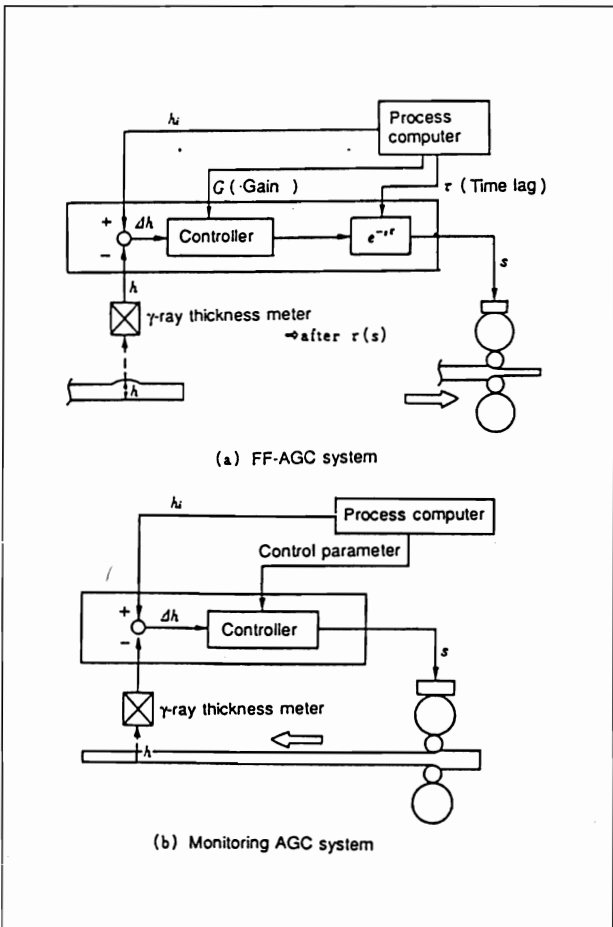 Process
computer
hi
G (·Gain )
τ (Time lag)
+
Δh
Controller
e⁻ˢᵗ
−
s
h
γ-ray thickness meter
⇒after τ(s)
h
(a) FF-AGC system
hi
Process computer
Control parameter
+
Δh
Controller
−
s
γ-ray thickness meter
h
(b) Monitoring AGC system